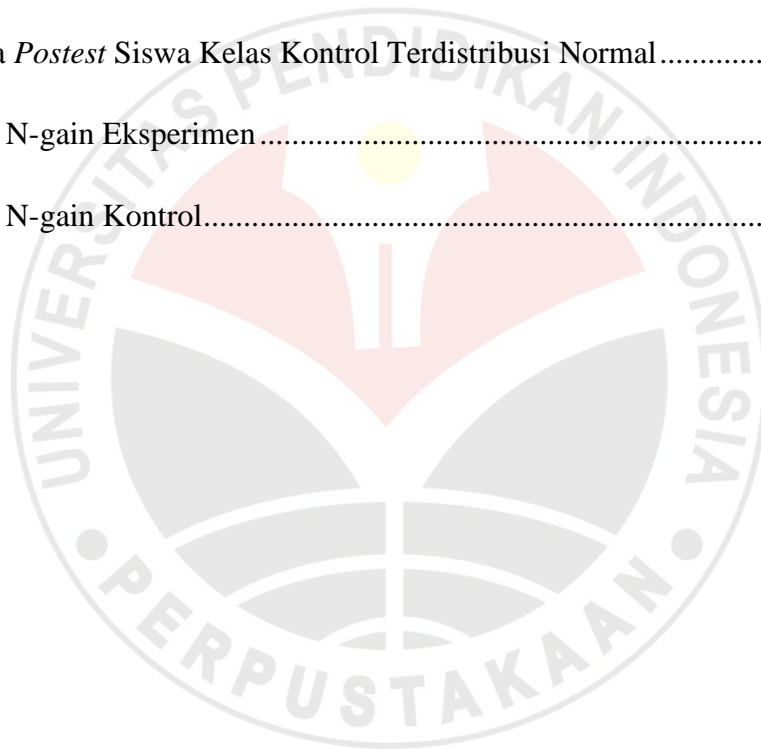 a Postest Siswa Kelas Kontrol Terdistribusi Normal.............
N-gain Eksperimen...............................................................
N-gain Kontrol......................................................................
UNIVERSITAS PENDIDIKAN INDONESIA
PERPUSTAKAAN